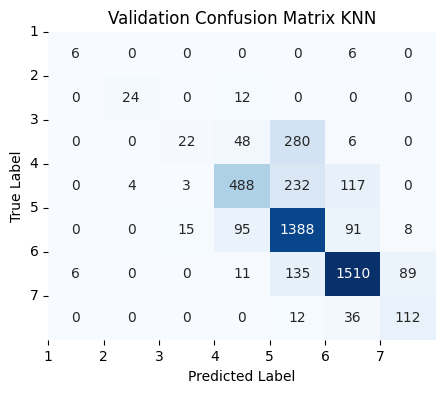 Validation Confusion Matrix KNN
1
6 0 0 0 0 6 0
2
0 24 0 12 0 0 0
3
0 0 22 48 280 6 0
4
0 4 3 488 232 117 0
5
0 0 15 95 1388 91 8
6
6 0 0 11 135 1510 89
7
0 0 0 0 12 36 112
1 2 3 4 5 6 7
True Label
Predicted Label